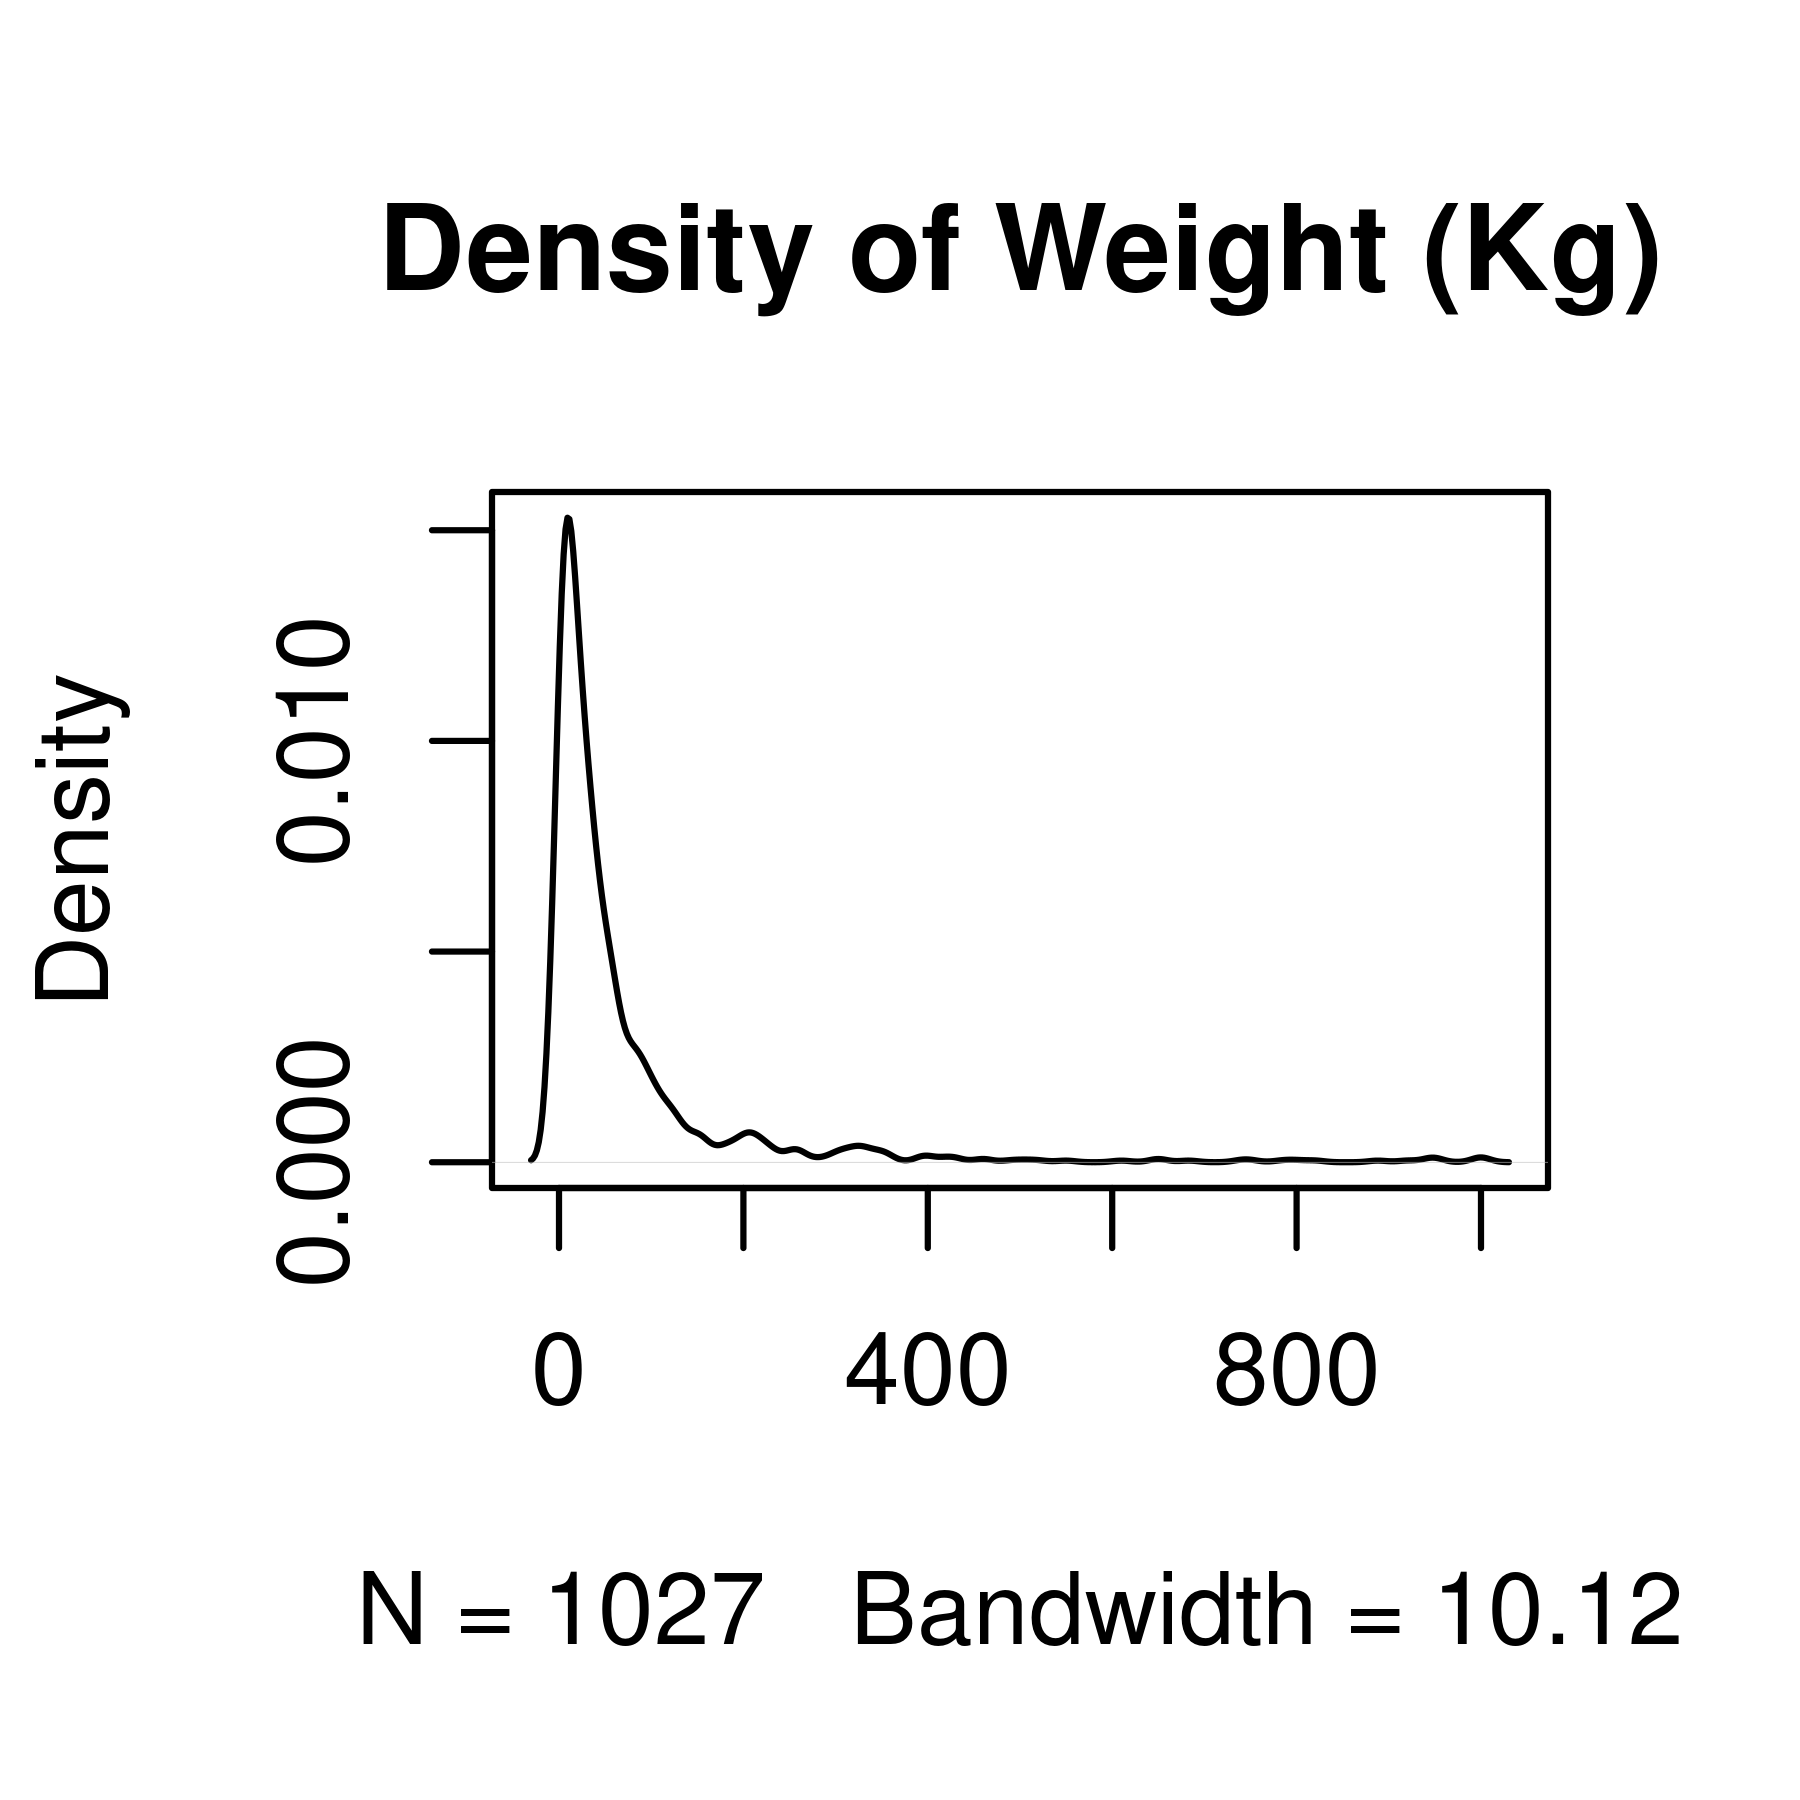 Density of Weight (Kg)
Density
0.010
0.000
0 400 800
N = 1027 Bandwidth = 10.12